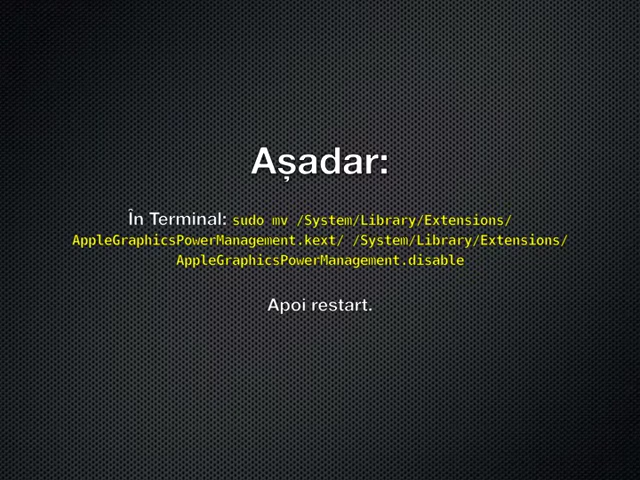 Așadar:
În Terminal: sudo mv /System/Library/Extensions/
AppleGraphicsPowerManagement.kext/ /System/Library/Extensions/
AppleGraphicsPowerManagement.disable
Apoi restart.